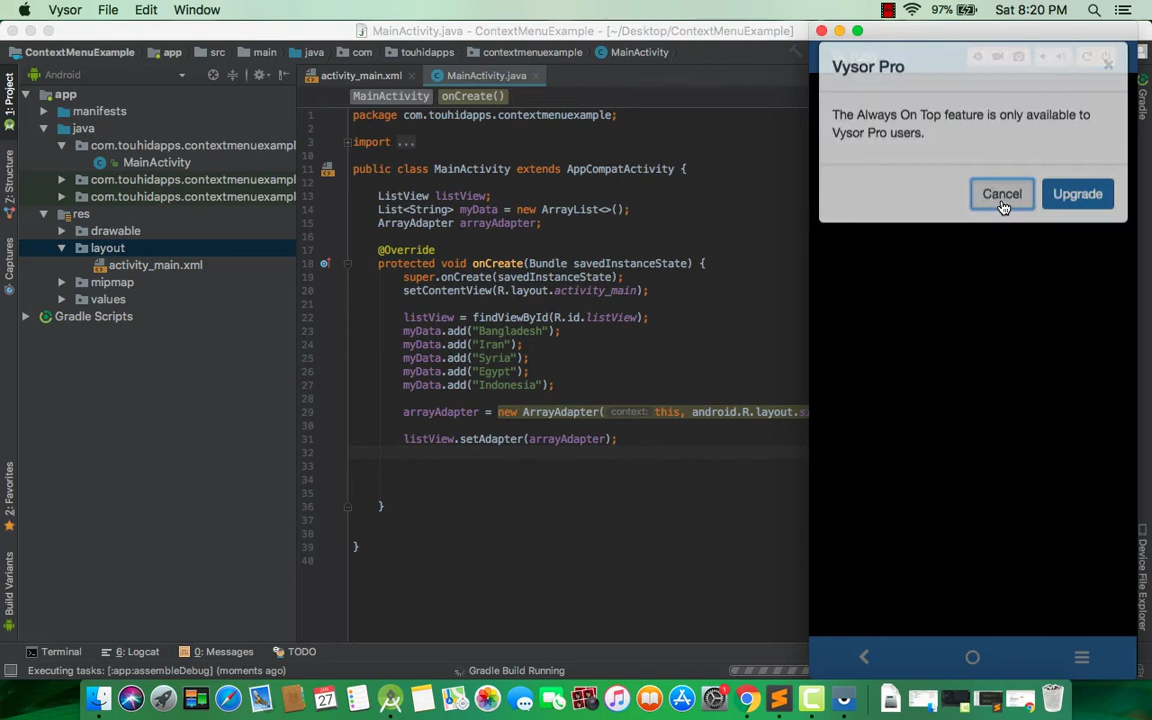 Vysor File Edit Window 97% Sat 8:20 PM
MainActivity.java - ContextMenuExample - [~/Desktop/ContextMenuExample]
ContextMenuExample app src main java com touhidapps contextmenuexample MainActivity
Android
activity_main.xml
MainActivity.java
MainActivity
onCreate()
1: Project
7: Structure
Captures
2: Favorites
Build Variants
app
manifests
java
com.touhidapps.contextmenuexampl
MainActivity
com.touhidapps.contextmenuexampl
com.touhidapps.contextmenuexampl
res
drawable
layout
activity_main.xml
mipmap
values
Gradle Scripts
1 package com.touhidapps.contextmenuexample;
2
3 import ...
10
11 public class MainActivity extends AppCompatActivity {
12
13 ListView listView;
14 List<String> myData = new ArrayList<>();
15 ArrayAdapter arrayAdapter;
16
17 @Override
18 protected void onCreate(Bundle savedInstanceState) {
19 super.onCreate(savedInstanceState);
20 setContentView(R.layout.activity_main);
21
22 listView = findViewById(R.id.listView);
23 myData.add("Bangladesh");
24 myData.add("Iran");
25 myData.add("Syria");
26 myData.add("Egypt");
27 myData.add("Indonesia");
28
29 arrayAdapter = new ArrayAdapter( context: this, android.R.layout.si
30
31 listView.setAdapter(arrayAdapter);
32
33
34
35
36 }
37
38
39 }
40
Vysor Pro
The Always On Top feature is only available to
Vysor Pro users.
Cancel
Upgrade
Gradle
Device File Explorer
Terminal 6: Logcat 0: Messages TODO
Executing tasks: [:app:assembleDebug] (moments ago)
Gradle Build Running
JAN
27